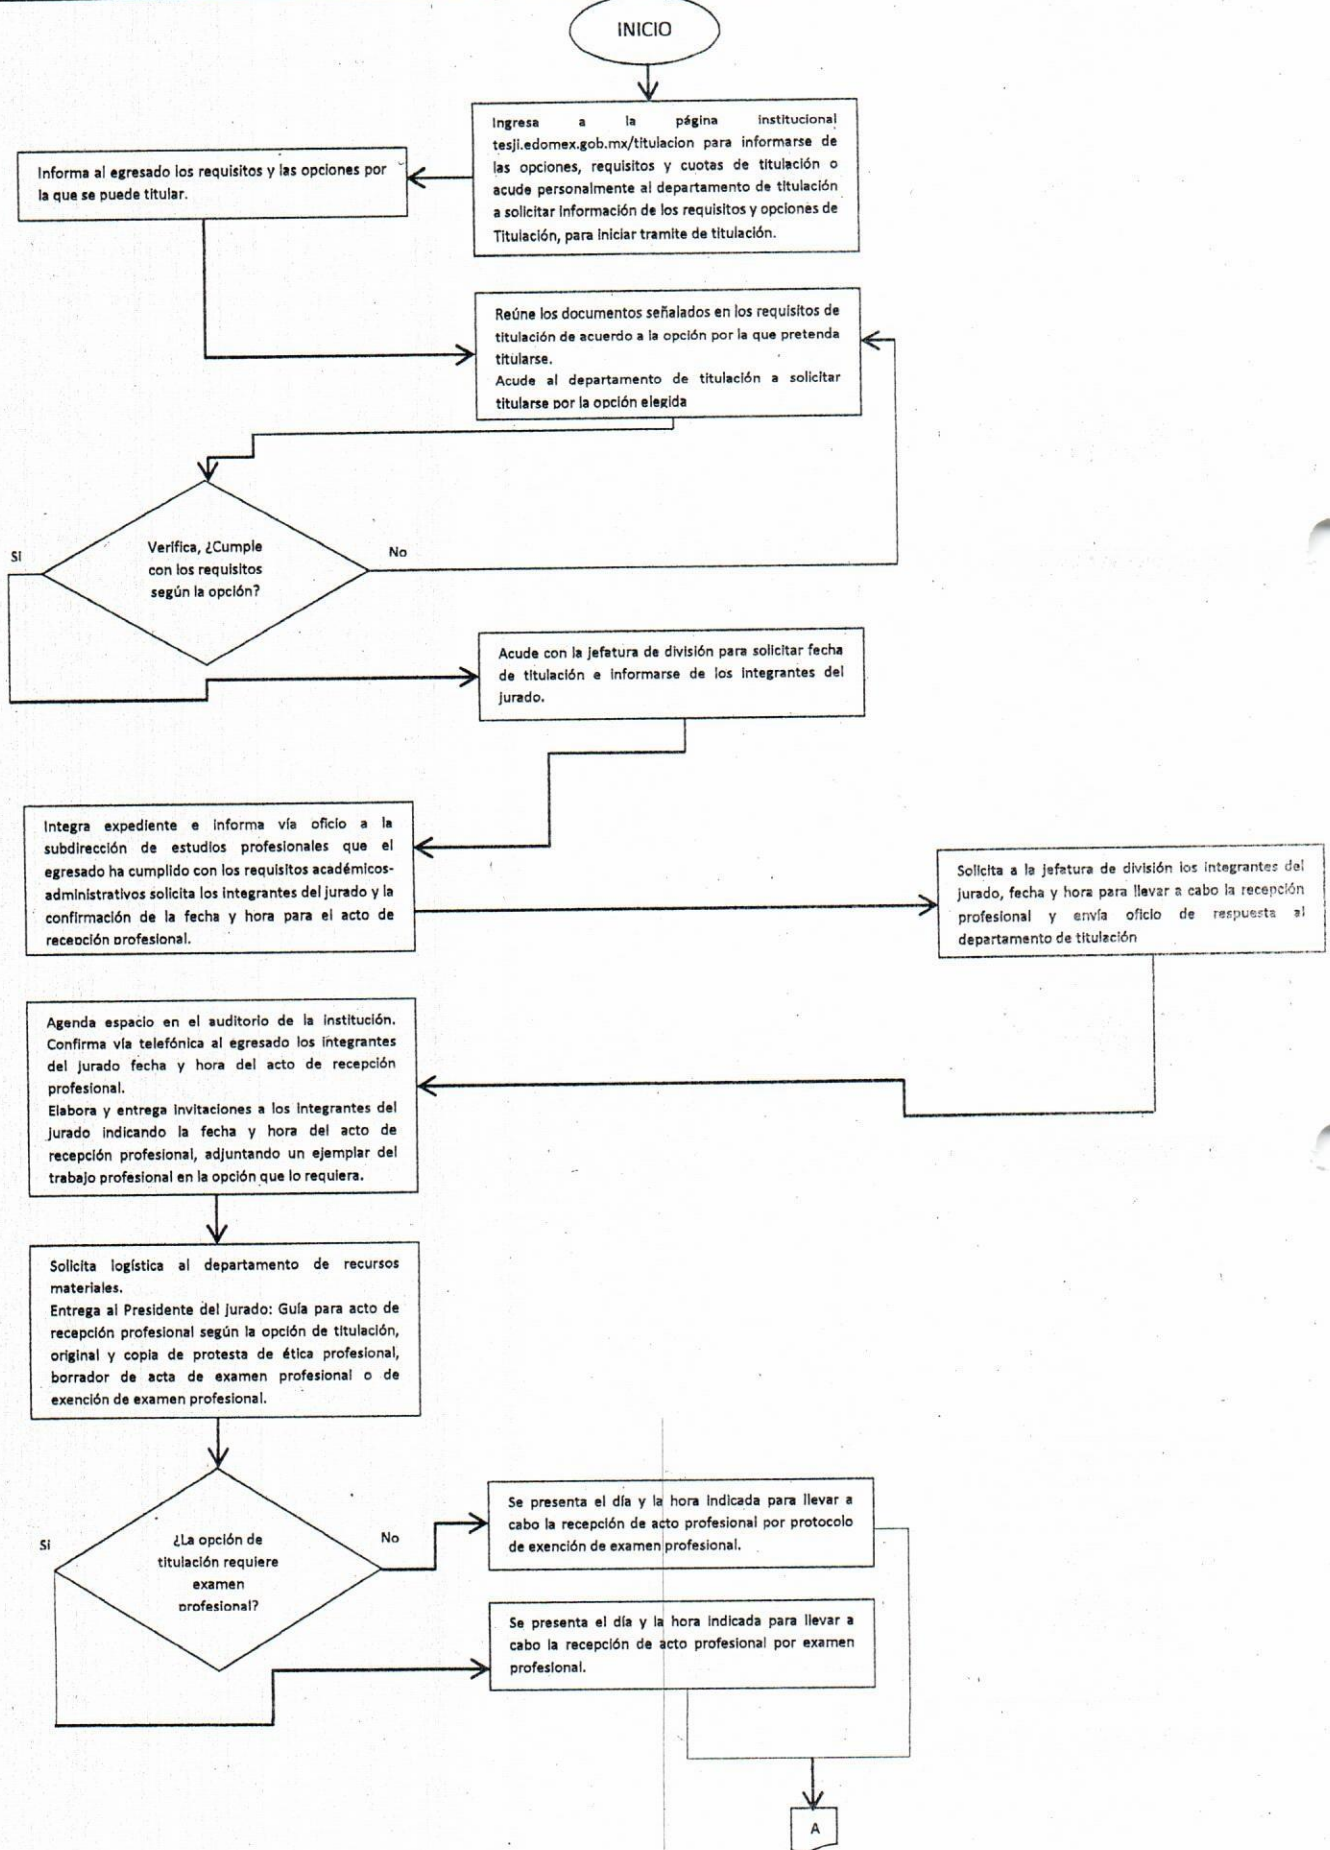 INICIO
Ingresa a la página institucional
tesji.edomex.gob.mx/titulacion para informarse de
las opciones, requisitos y cuotas de titulación o
acude personalmente al departamento de titulación
a solicitar información de los requisitos y opciones de
Titulación, para iniciar tramite de titulación.
Informa al egresado los requisitos y las opciones por
la que se puede titular.
Reúne los documentos señalados en los requisitos de
titulación de acuerdo a la opción por la que pretenda
titularse.
Acude al departamento de titulación a solicitar
titularse por la opción elegida
Verifica, ¿Cumple
con los requisitos
según la opción?
Si
No
Acude con la jefatura de división para solicitar fecha
de titulación e informarse de los integrantes del
jurado.
Integra expediente e informa vía oficio a la
subdirección de estudios profesionales que el
egresado ha cumplido con los requisitos académicos-
administrativos solicita los integrantes del jurado y la
confirmación de la fecha y hora para el acto de
recepción profesional.
Solicita a la jefatura de división los integrantes del
jurado, fecha y hora para llevar a cabo la recepción
profesional y envía oficio de respuesta al
departamento de titulación
Agenda espacio en el auditorio de la institución.
Confirma vía telefónica al egresado los integrantes
del jurado fecha y hora del acto de recepción
profesional.
Elabora y entrega invitaciones a los integrantes del
jurado indicando la fecha y hora del acto de
recepción profesional, adjuntando un ejemplar del
trabajo profesional en la opción que lo requiera.
Solicita logística al departamento de recursos
materiales.
Entrega al Presidente del jurado: Guía para acto de
recepción profesional según la opción de titulación,
original y copia de protesta de ética profesional,
borrador de acta de examen profesional o de
exención de examen profesional.
¿La opción de
titulación requiere
examen
profesional?
Si
No
Se presenta el día y la hora indicada para llevar a
cabo la recepción de acto profesional por protocolo
de exención de examen profesional.
Se presenta el día y la hora indicada para llevar a
cabo la recepción de acto profesional por examen
profesional.
A